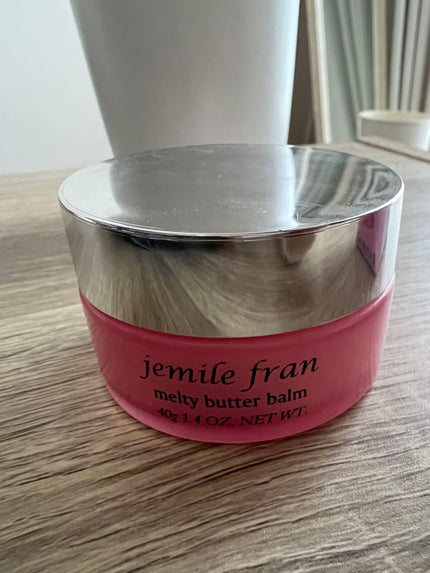 jemile fran
melty butter balm
40g 1.4 OZ. NET WT.